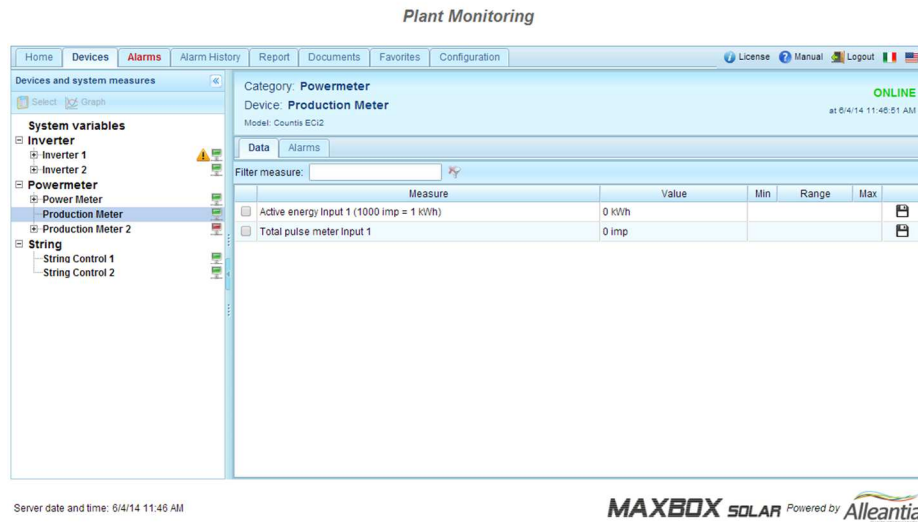 Plant Monitoring
Home Devices Alarms Alarm History Report Documents Favorites Configuration License Manual Logout
Devices and system measures
Select Graph
System variables
Inverter
Inverter 1
Inverter 2
Powermeter
Power Meter
Production Meter
Production Meter 2
String
String Control 1
String Control 2
Category: Powermeter
Device: Production Meter
Model: Countis ECi2
ONLINE
at 6/4/14 11:46:51 AM
Data Alarms
Filter measure:
Measure Value Min Range Max
Active energy Input 1 (1000 imp = 1 kWh) 0 kWh
Total pulse meter Input 1 0 imp
Server date and time: 6/4/14 11:46 AM
MAXBOX SOLAR Powered by Alleantia